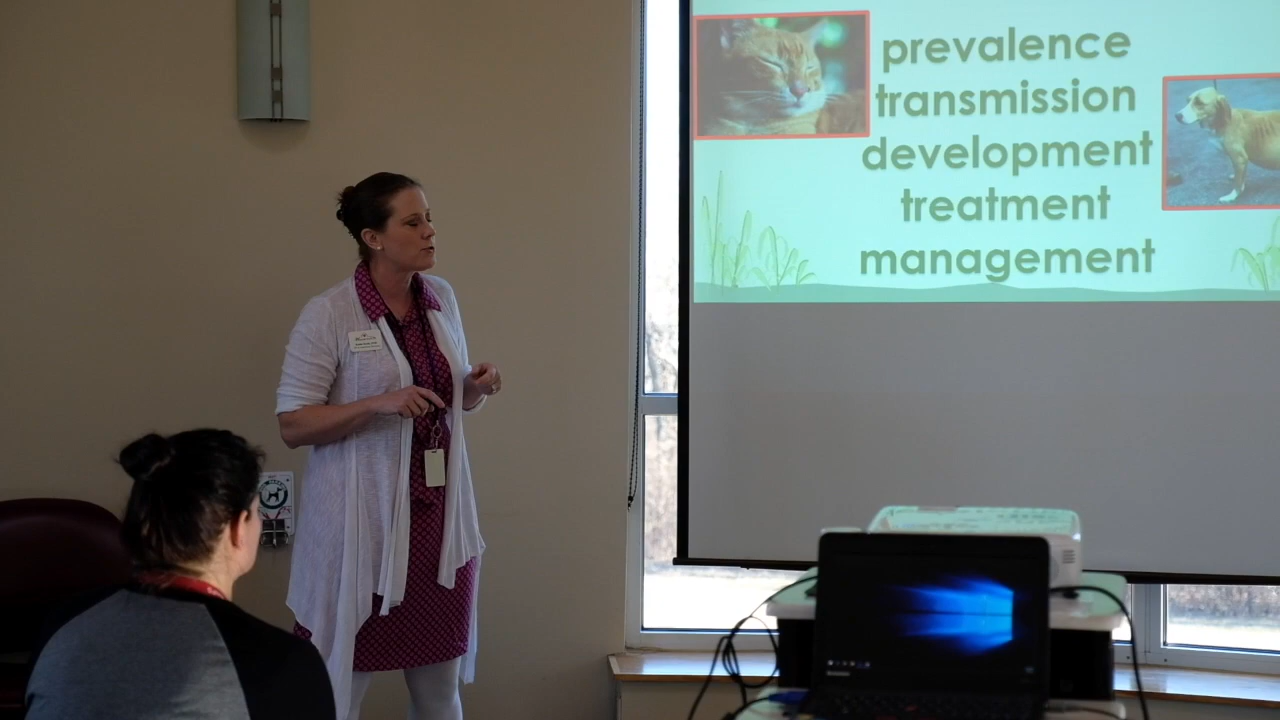 prevalence
transmission
development
treatment
management